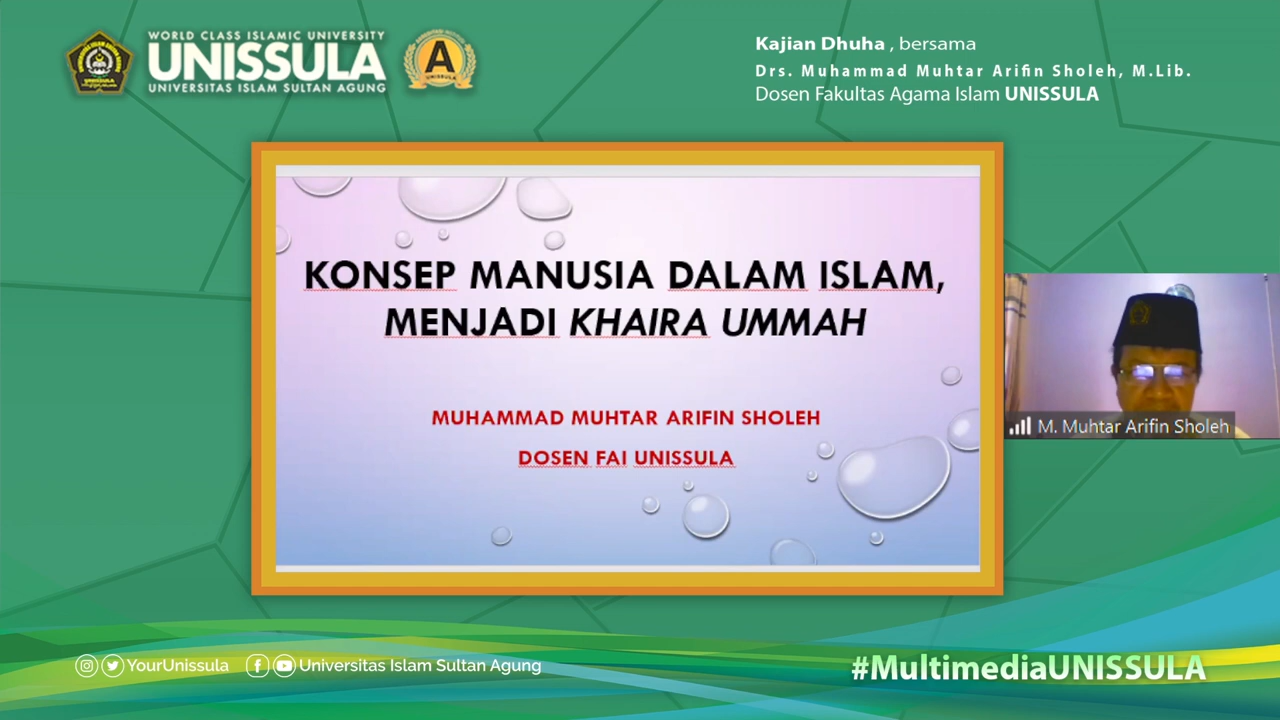 WORLD CLASS ISLAMIC UNIVERSITY
UNISSULA
UNIVERSITAS ISLAM SULTAN AGUNG
A
UNISSULA
Kajian Dhuha , bersama
Drs. Muhammad Muhtar Arifin Sholeh, M.Lib.
Dosen Fakultas Agama Islam UNISSULA
KONSEP MANUSIA DALAM ISLAM,
MENJADI KHAIRA UMMAH
MUHAMMAD MUHTAR ARIFIN SHOLEH
DOSEN FAI UNISSULA
M. Muhtar Arifin Sholeh
YourUnissula
Universitas Islam Sultan Agung
#MultimediaUNISSULA